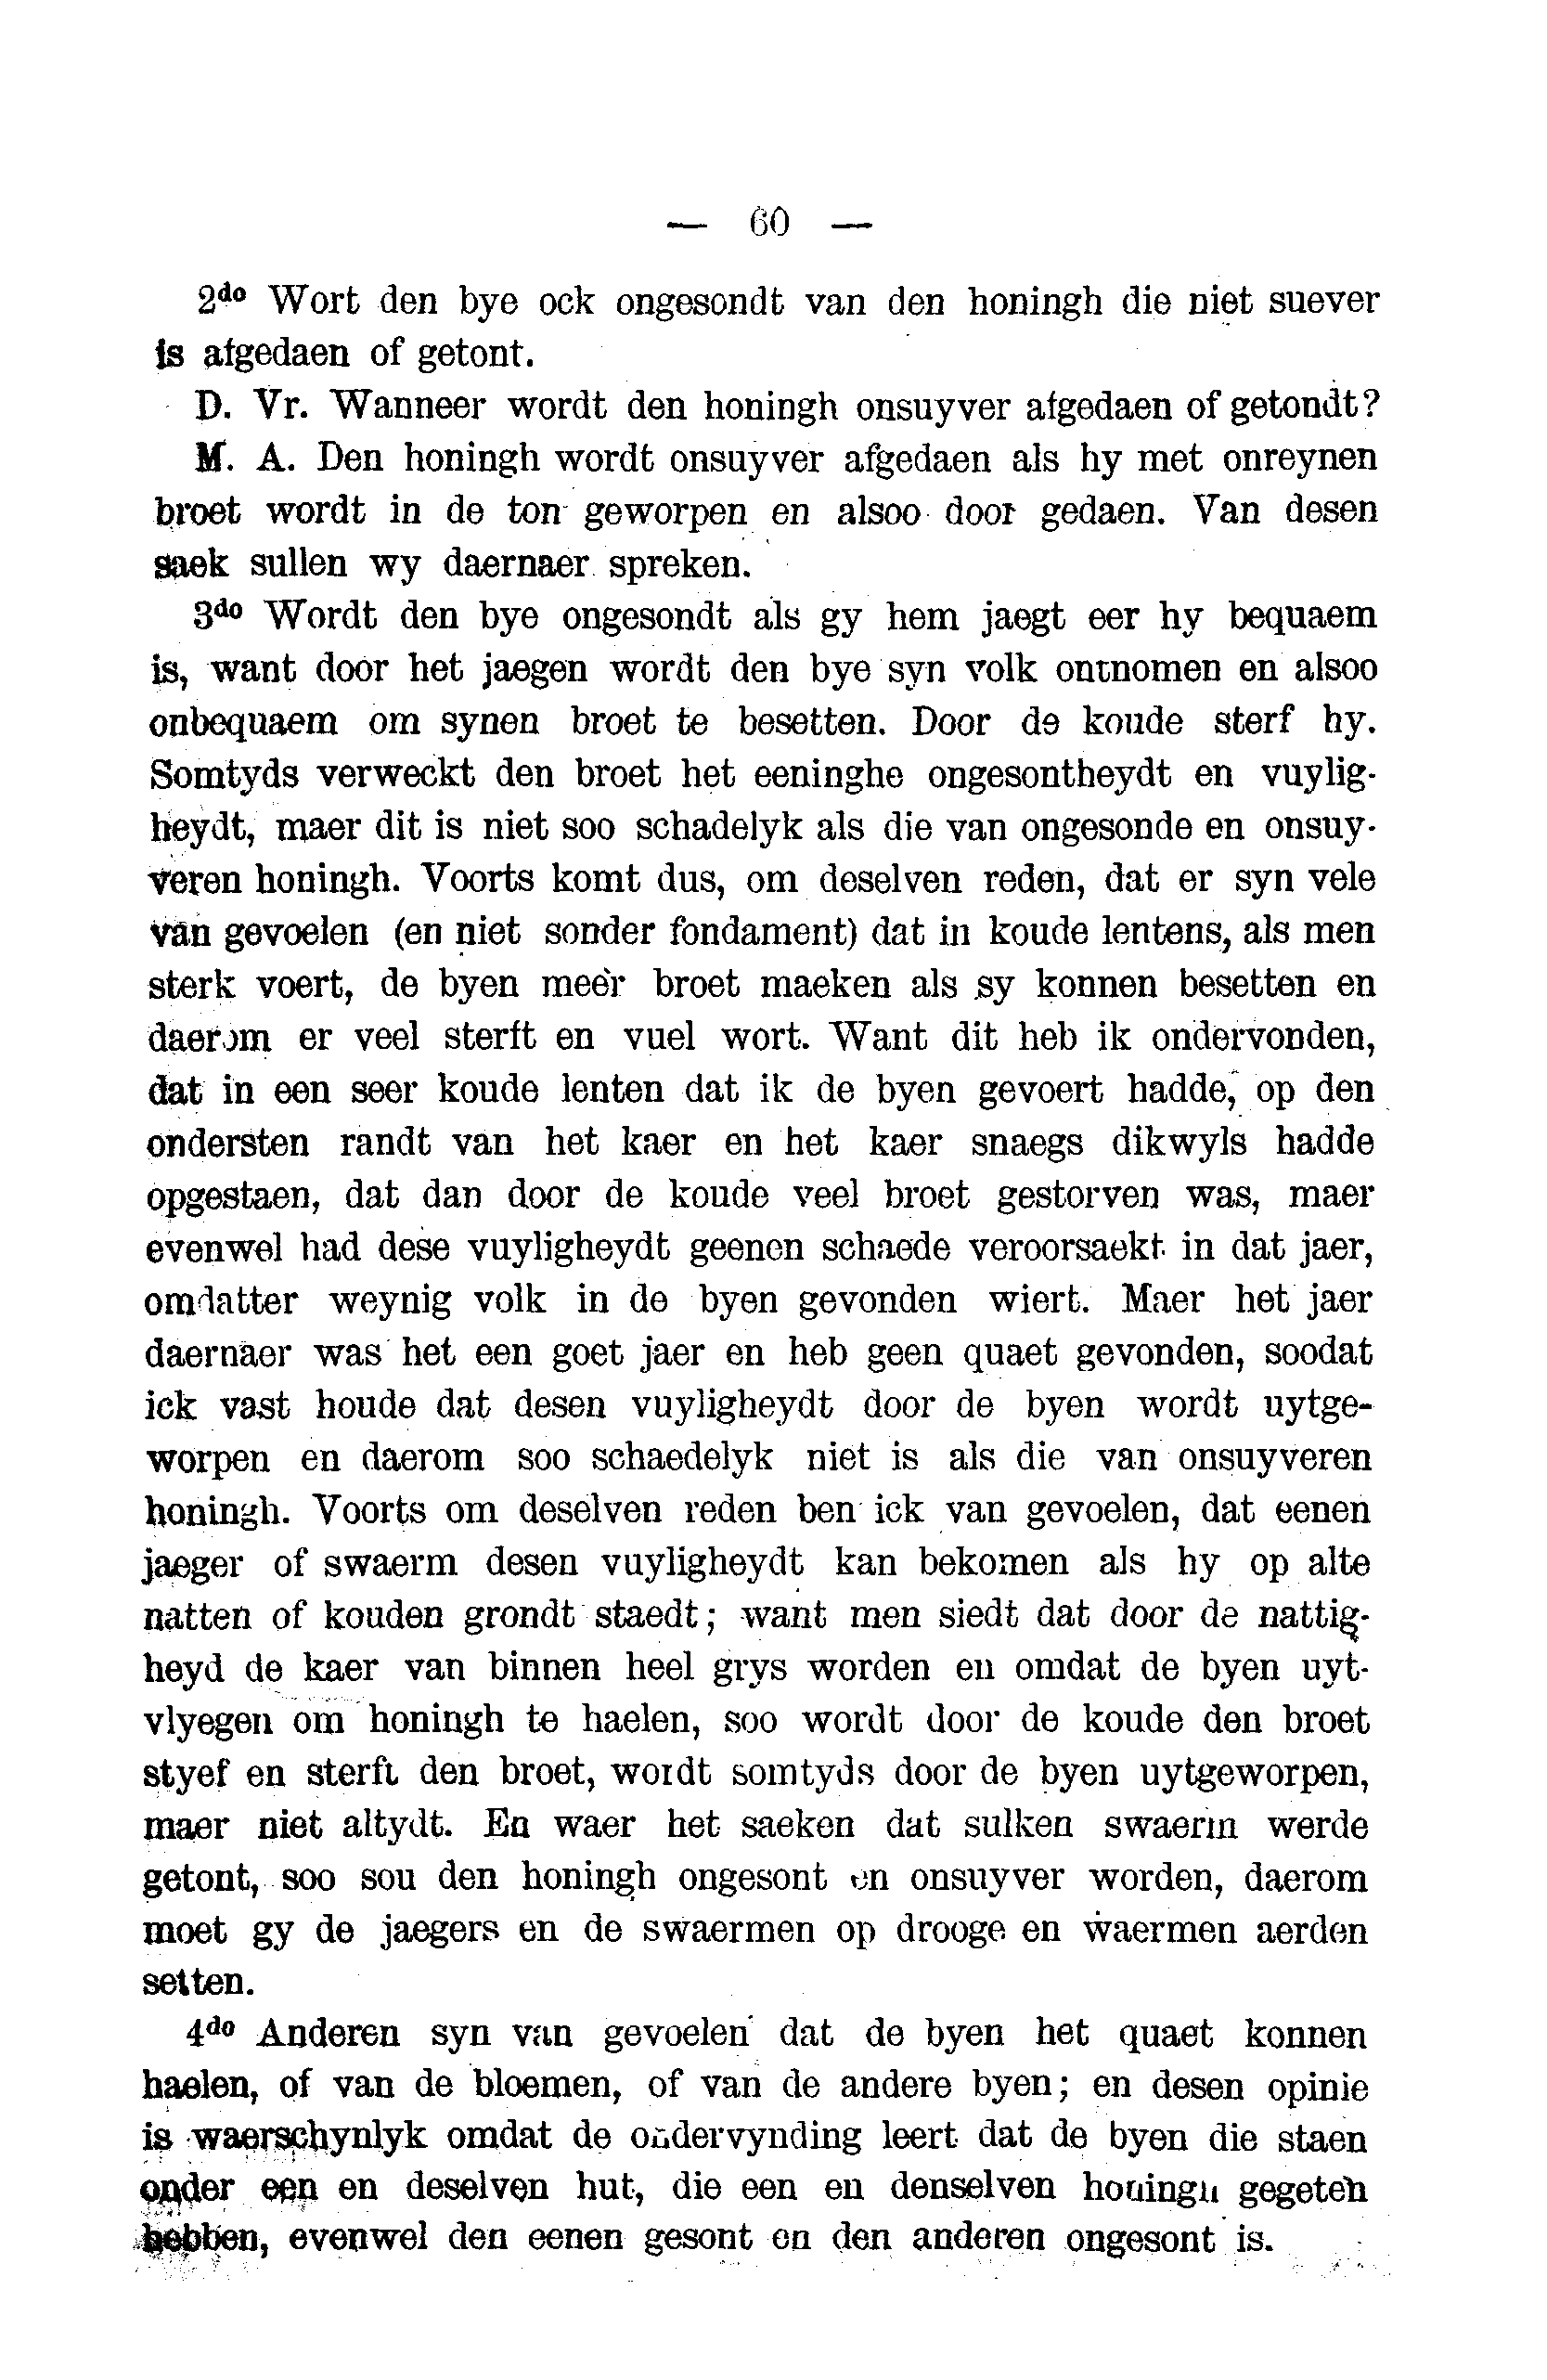 — 60 —
2do Wort den bye ock ongesondt van den honingh die niet suever
is afgedaen of getont.
D. Vr. Wanneer wordt den honingh onsuyver afgedaen of getondt?
M. A. Den honingh wordt onsuyver afgedaen als hy met onreynen
broet wordt in de ton geworpen en alsoo door gedaen. Van desen
saek sullen wy daernaer spreken.
3do Wordt den bye ongesondt als gy hem jaegt eer hy bequaem
is, want door het jaegen wordt den bye syn volk ontnomen en alsoo
onbequaem om synen broet te besetten. Door de koude sterf hy.
Somtyds verweckt den broet het eeninghe ongesontheydt en vuylig-
heydt, maer dit is niet soo schadelyk als die van ongesonde en onsuy-
veren honingh. Voorts komt dus, om deselven reden, dat er syn vele
van gevoelen (en niet sonder fondament) dat in koude lentens, als men
sterk voert, de byen meer broet maeken als sy konnen besetten en
daerom er veel sterft en vuel wort. Want dit heb ik ondervonden,
dat in een seer koude lenten dat ik de byen gevoert hadde, op den
ondersten randt van het kaer en het kaer snaegs dikwyls hadde
opgestaen, dat dan door de koude veel broet gestorven was, maer
evenwel had dese vuyligheydt geenen schaede veroorsaekt in dat jaer,
omdatter weynig volk in de byen gevonden wiert. Maer het jaer
daernaer was het een goet jaer en heb geen quaet gevonden, soodat
ick vast houde dat desen vuyligheydt door de byen wordt uytge-
worpen en daerom soo schaedelyk niet is als die van onsuyveren
honingh. Voorts om deselven reden ben ick van gevoelen, dat eenen
jaeger of swaerm desen vuyligheydt kan bekomen als hy op alte
natten of kouden grondt staedt; want men siedt dat door de nattig-
heyd de kaer van binnen heel grys worden en omdat de byen uyt-
vlyegen om honingh te haelen, soo wordt door de koude den broet
styef en sterft den broet, wordt somtyds door de byen uytgeworpen,
maer niet altydt. En waer het saeken dat sulken swaerm werde
getont, soo sou den honingh ongesont en onsuyver worden, daerom
moet gy de jaegers en de swaermen op drooge en waermen aerden
setten.
4do Anderen syn van gevoelen dat de byen het quaet konnen
haelen, of van de bloemen, of van de andere byen; en desen opinie
is waerschynlyk omdat de ondervynding leert dat de byen die staen
onder een en deselven hut, die een en denselven honingh gegeten
hebben, evenwel den eenen gesont en den anderen ongesont is.